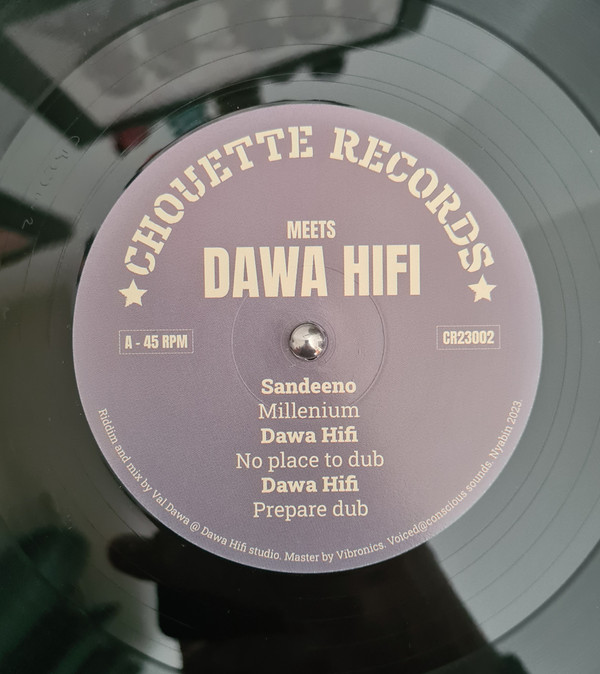 CHOUETTE RECORDS
MEETS
DAWA HIFI
A - 45 RPM
CR23002
Sandeeno
Millenium
Dawa Hifi
No place to dub
Dawa Hifi
Prepare dub
Riddim and mix by Val Dawa @ Dawa Hifi studio. Master by Vibronics. Voiced@conscious sounds. Nyabin 2023.